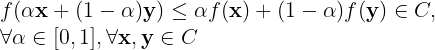 f(αx + (1 − α)y) ≤ αf(x) + (1 − α)f(y) ∈ C,
∀α ∈ [0, 1], ∀x, y ∈ C